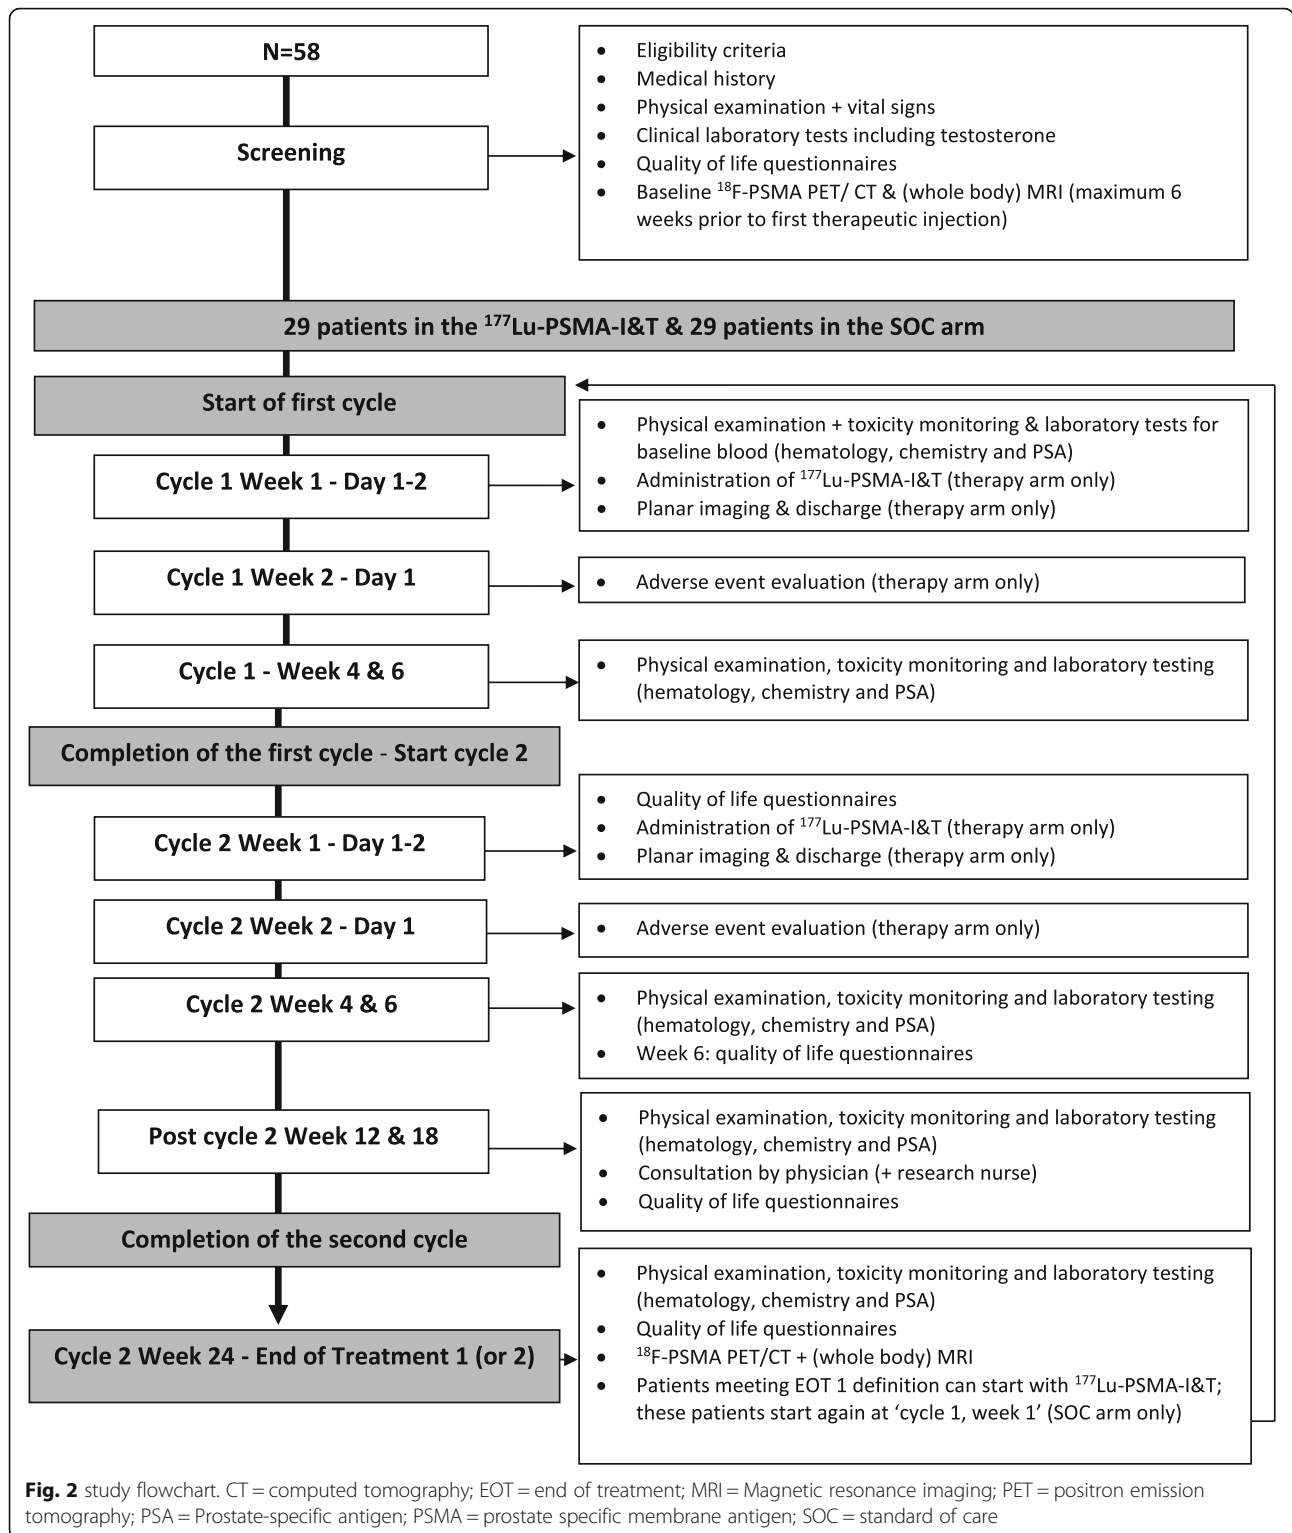 N=58
• Eligibility criteria
• Medical history
• Physical examination + vital signs
• Clinical laboratory tests including testosterone
• Quality of life questionnaires
• Baseline ¹⁸F-PSMA PET/ CT & (whole body) MRI (maximum 6
weeks prior to first therapeutic injection)
Screening
29 patients in the ¹⁷⁷Lu-PSMA-I&T & 29 patients in the SOC arm
Start of first cycle
Cycle 1 Week 1 - Day 1-2
• Physical examination + toxicity monitoring & laboratory tests for
baseline blood (hematology, chemistry and PSA)
• Administration of ¹⁷⁷Lu-PSMA-I&T (therapy arm only)
• Planar imaging & discharge (therapy arm only)
Cycle 1 Week 2 - Day 1
• Adverse event evaluation (therapy arm only)
Cycle 1 - Week 4 & 6
• Physical examination, toxicity monitoring and laboratory testing
(hematology, chemistry and PSA)
Completion of the first cycle - Start cycle 2
Cycle 2 Week 1 - Day 1-2
• Quality of life questionnaires
• Administration of ¹⁷⁷Lu-PSMA-I&T (therapy arm only)
• Planar imaging & discharge (therapy arm only)
Cycle 2 Week 2 - Day 1
• Adverse event evaluation (therapy arm only)
Cycle 2 Week 4 & 6
• Physical examination, toxicity monitoring and laboratory testing
(hematology, chemistry and PSA)
• Week 6: quality of life questionnaires
Post cycle 2 Week 12 & 18
• Physical examination, toxicity monitoring and laboratory testing
(hematology, chemistry and PSA)
• Consultation by physician (+ research nurse)
• Quality of life questionnaires
Completion of the second cycle
Cycle 2 Week 24 - End of Treatment 1 (or 2)
• Physical examination, toxicity monitoring and laboratory testing
(hematology, chemistry and PSA)
• Quality of life questionnaires
• ¹⁸F-PSMA PET/CT + (whole body) MRI
• Patients meeting EOT 1 definition can start with ¹⁷⁷Lu-PSMA-I&T;
these patients start again at ‘cycle 1, week 1’ (SOC arm only)
Fig. 2 study flowchart. CT = computed tomography; EOT = end of treatment; MRI = Magnetic resonance imaging; PET = positron emission
tomography; PSA = Prostate-specific antigen; PSMA = prostate specific membrane antigen; SOC = standard of care